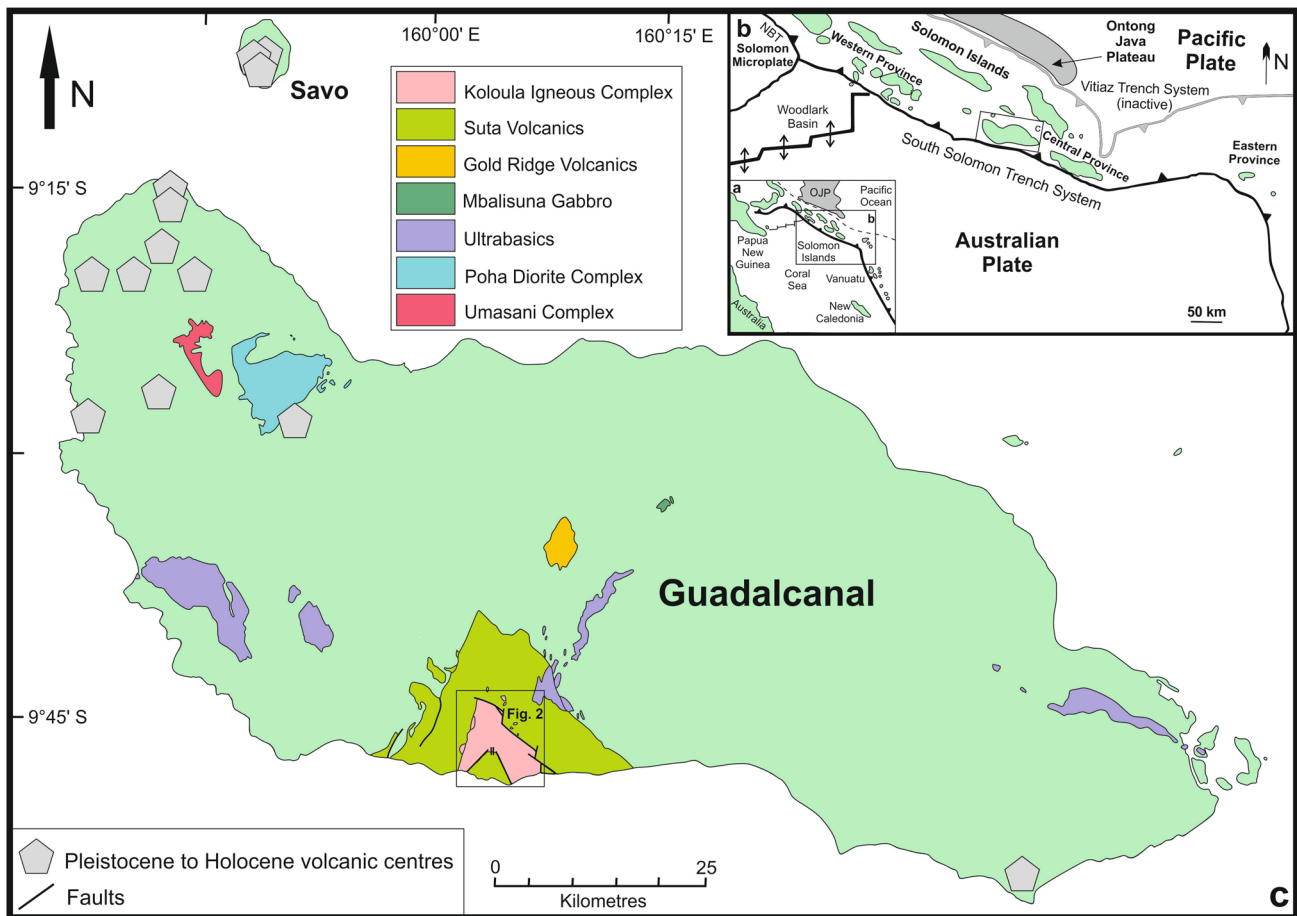 160°00' E
160°15' E
N
Savo
9°15' S
9°45' S
Koloula Igneous Complex
Suta Volcanics
Gold Ridge Volcanics
Mbalisuna Gabbro
Ultrabasics
Poha Diorite Complex
Umasani Complex
b
NBT
Solomon
Microplate
Western Province
Solomon Islands
Ontong
Java
Plateau
Pacific
Plate
N
Vitiaz Trench System
(inactive)
Woodlark
Basin
c
Central Province
Eastern
Province
South Solomon Trench System
Australian
Plate
50 km
a
OJP
Pacific
Ocean
b
Papua
New
Guinea
Solomon
Islands
Coral
Sea
Vanuatu
New
Caledonia
Australia
Guadalcanal
Fig. 2
Pleistocene to Holocene volcanic centres
Faults
0
25
Kilometres
c